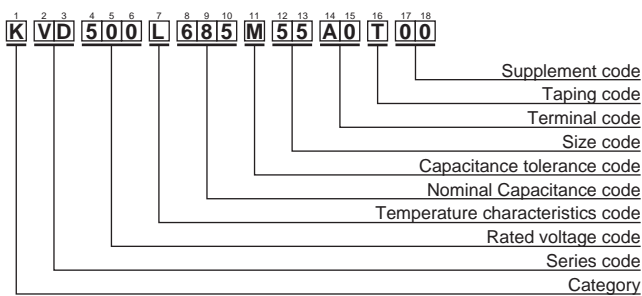 1 2 3 4 5 6 7 8 9 10 11 12 13 14 15 16 17 18
K VD 500 L 685 M 55 A0 T 00
Supplement code
Taping code
Terminal code
Size code
Capacitance tolerance code
Nominal Capacitance code
Temperature characteristics code
Rated voltage code
Series code
Category